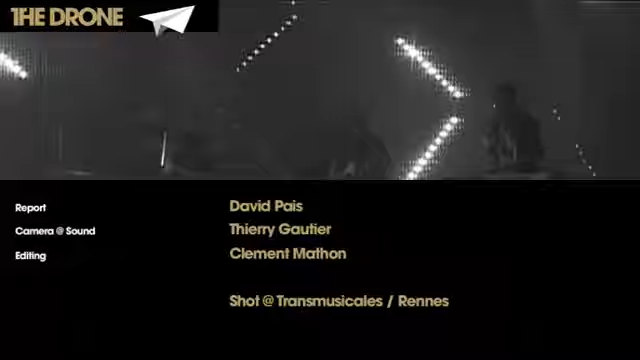 THE DRONE
Report David Pais
Camera @ Sound Thierry Gautier
Editing Clement Mathon
Shot @ Transmusicales / Rennes